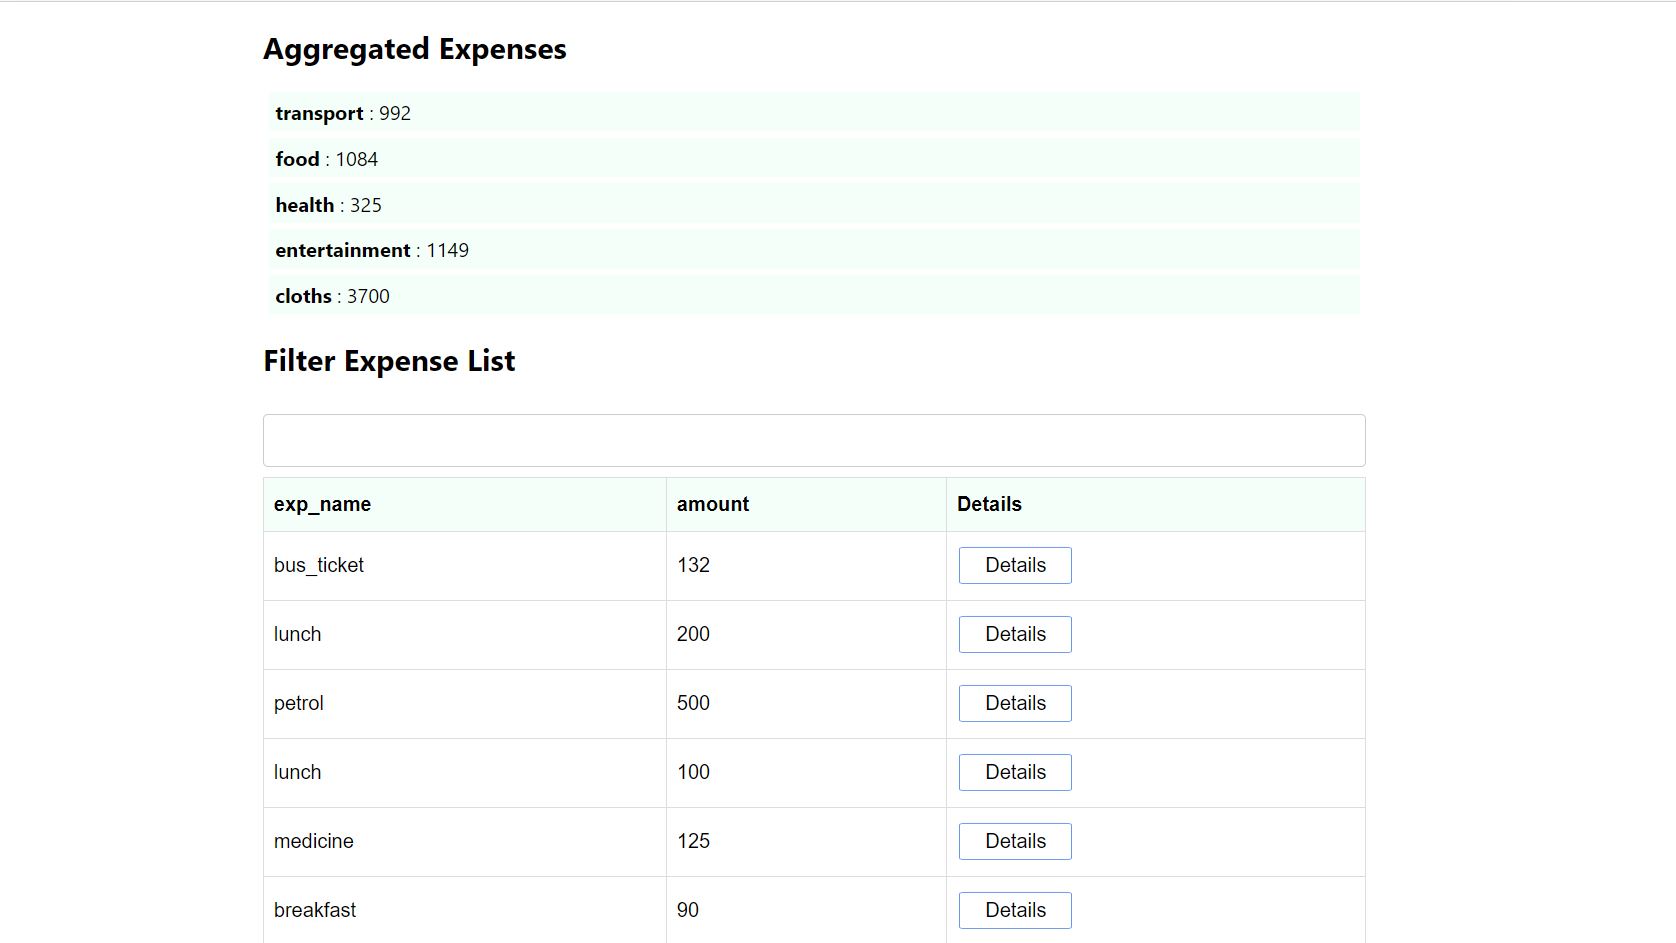 Aggregated Expenses
transport : 992
food : 1084
health : 325
entertainment : 1149
cloths : 3700
Filter Expense List
exp_name amount Details
bus_ticket 132 Details
lunch 200 Details
petrol 500 Details
lunch 100 Details
medicine 125 Details
breakfast 90 Details